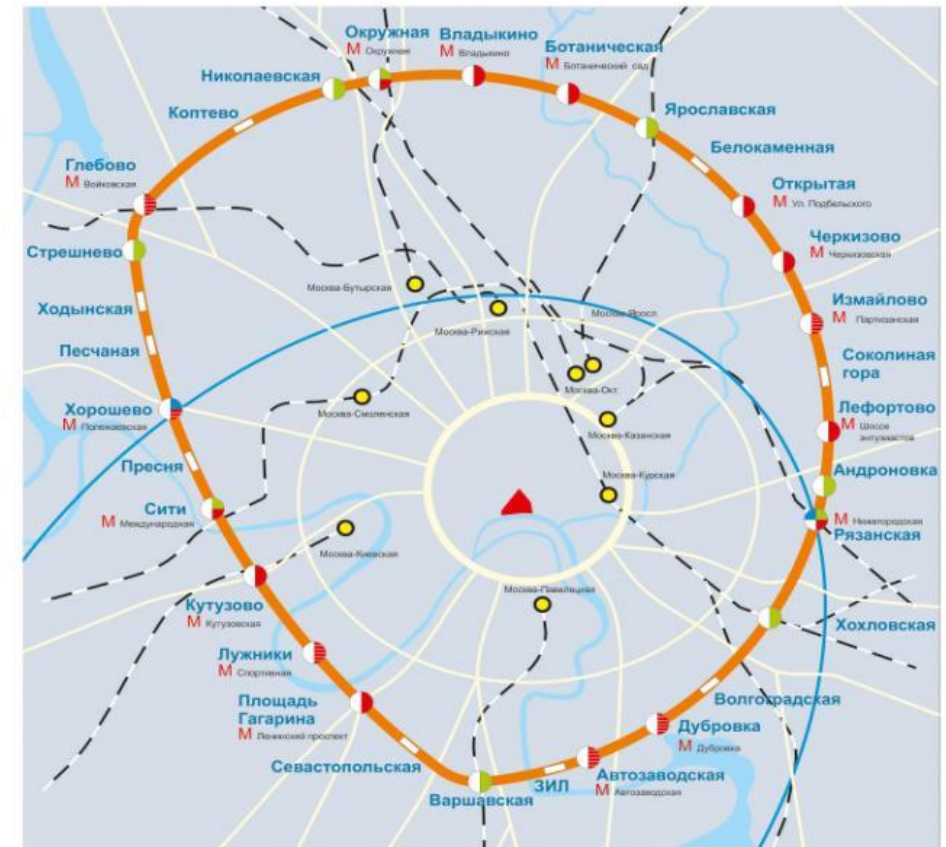 Окружная
М Окружная
Владыкино
М Владыкино
Ботаническая
М Ботанический сад
Николаевская
Коптево
Ярославская
Белокаменная
Глебово
М Войковская
Открытая
М Ул. Подбельского
Стрешнево
Черкизово
М Черкизовская
Москва-Бутырская
Ходынская
Измайлово
М Партизанская
Москва-Яросл.
Москва-Рижская
Песчаная
Соколиная
гора
Москва-Окт.
Хорошево
М Полежаевская
Москва-Смоленская
Лефортово
М Шоссе
энтузиастов
Москва-Казанская
Пресня
Андроновка
Москва-Курская
Сити
М Международная
М Нижегородская
Рязанская
Москва-Киевская
Москва-Павелецкая
Кутузово
М Кутузовская
Хохловская
Лужники
М Спортивная
Площадь
Гагарина
М Ленинский проспект
Волгоградская
Дубровка
М Дубровка
Севастопольская
Автозаводская
М Автозаводская
ЗИЛ
Варшавская